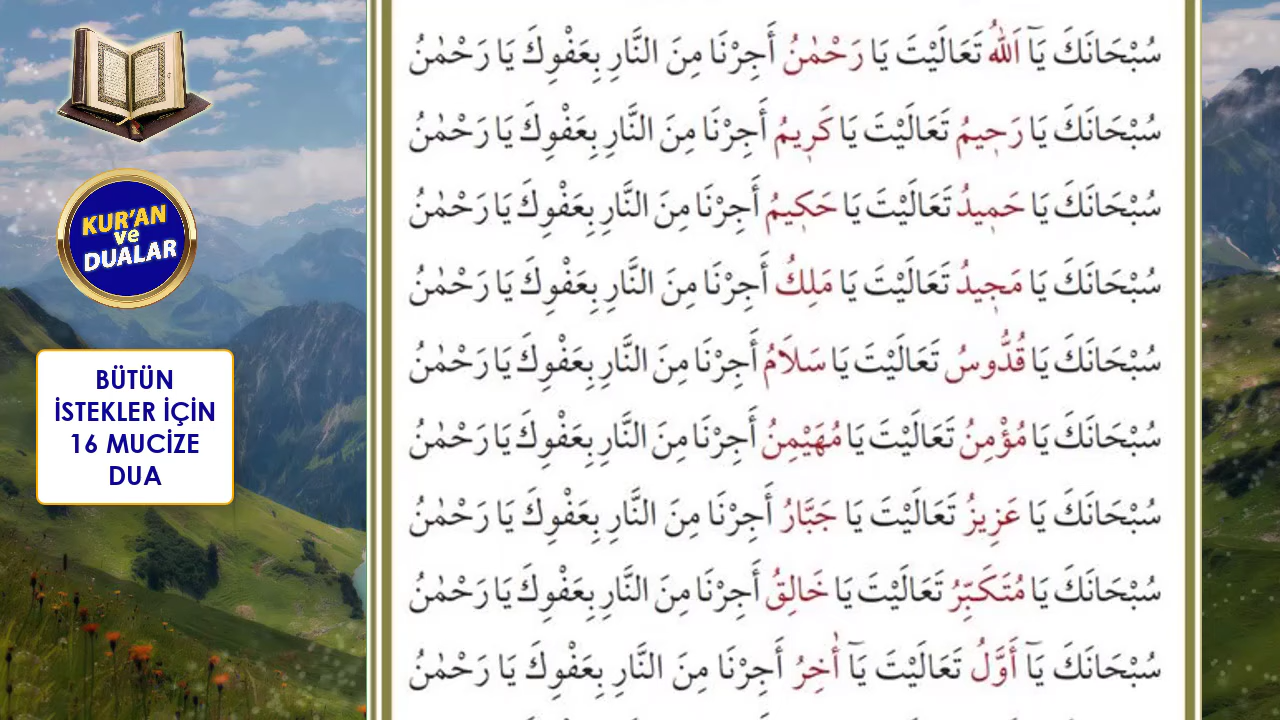 KUR'AN
ve
DUALAR
BÜTÜN
İSTEKLER İÇİN
16 MUCİZE
DUA
سُبْحَانَكَ يَآ اَللّٰهُ تَعَالَيْتَ يَا رَحْمٰنُ أَجِرْنَا مِنَ النَّارِ بِعَفْوِكَ يَا رَحْمٰنُ
سُبْحَانَكَ يَا رَحِيمُ تَعَالَيْتَ يَا كَرِيمُ أَجِرْنَا مِنَ النَّارِ بِعَفْوِكَ يَا رَحْمٰنُ
سُبْحَانَكَ يَا حَمِيدُ تَعَالَيْتَ يَا حَكِيمُ أَجِرْنَا مِنَ النَّارِ بِعَفْوِكَ يَا رَحْمٰنُ
سُبْحَانَكَ يَا مَجِيدُ تَعَالَيْتَ يَا مَلِكُ أَجِرْنَا مِنَ النَّارِ بِعَفْوِكَ يَا رَحْمٰنُ
سُبْحَانَكَ يَا قُدُّوسُ تَعَالَيْتَ يَا سَلَامُ أَجِرْنَا مِنَ النَّارِ بِعَفْوِكَ يَا رَحْمٰنُ
سُبْحَانَكَ يَا مُؤْمِنُ تَعَالَيْتَ يَا مُهَيْمِنُ أَجِرْنَا مِنَ النَّارِ بِعَفْوِكَ يَا رَحْمٰنُ
سُبْحَانَكَ يَا عَزِيزُ تَعَالَيْتَ يَا جَبَّارُ أَجِرْنَا مِنَ النَّارِ بِعَفْوِكَ يَا رَحْمٰنُ
سُبْحَانَكَ يَا مُتَكَبِّرُ تَعَالَيْتَ يَا خَالِقُ أَجِرْنَا مِنَ النَّارِ بِعَفْوِكَ يَا رَحْمٰنُ
سُبْحَانَكَ يَآ أَوَّلُ تَعَالَيْتَ يَآ أٰخِرُ أَجِرْنَا مِنَ النَّارِ بِعَفْوِكَ يَا رَحْمٰنُ